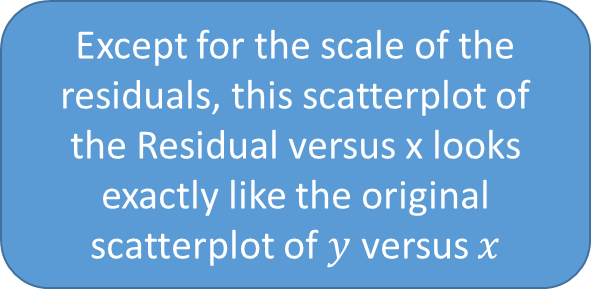 Except for the scale of the
residuals, this scatterplot of
the Residual versus x looks
exactly like the original
scatterplot of 𝑦 versus 𝑥